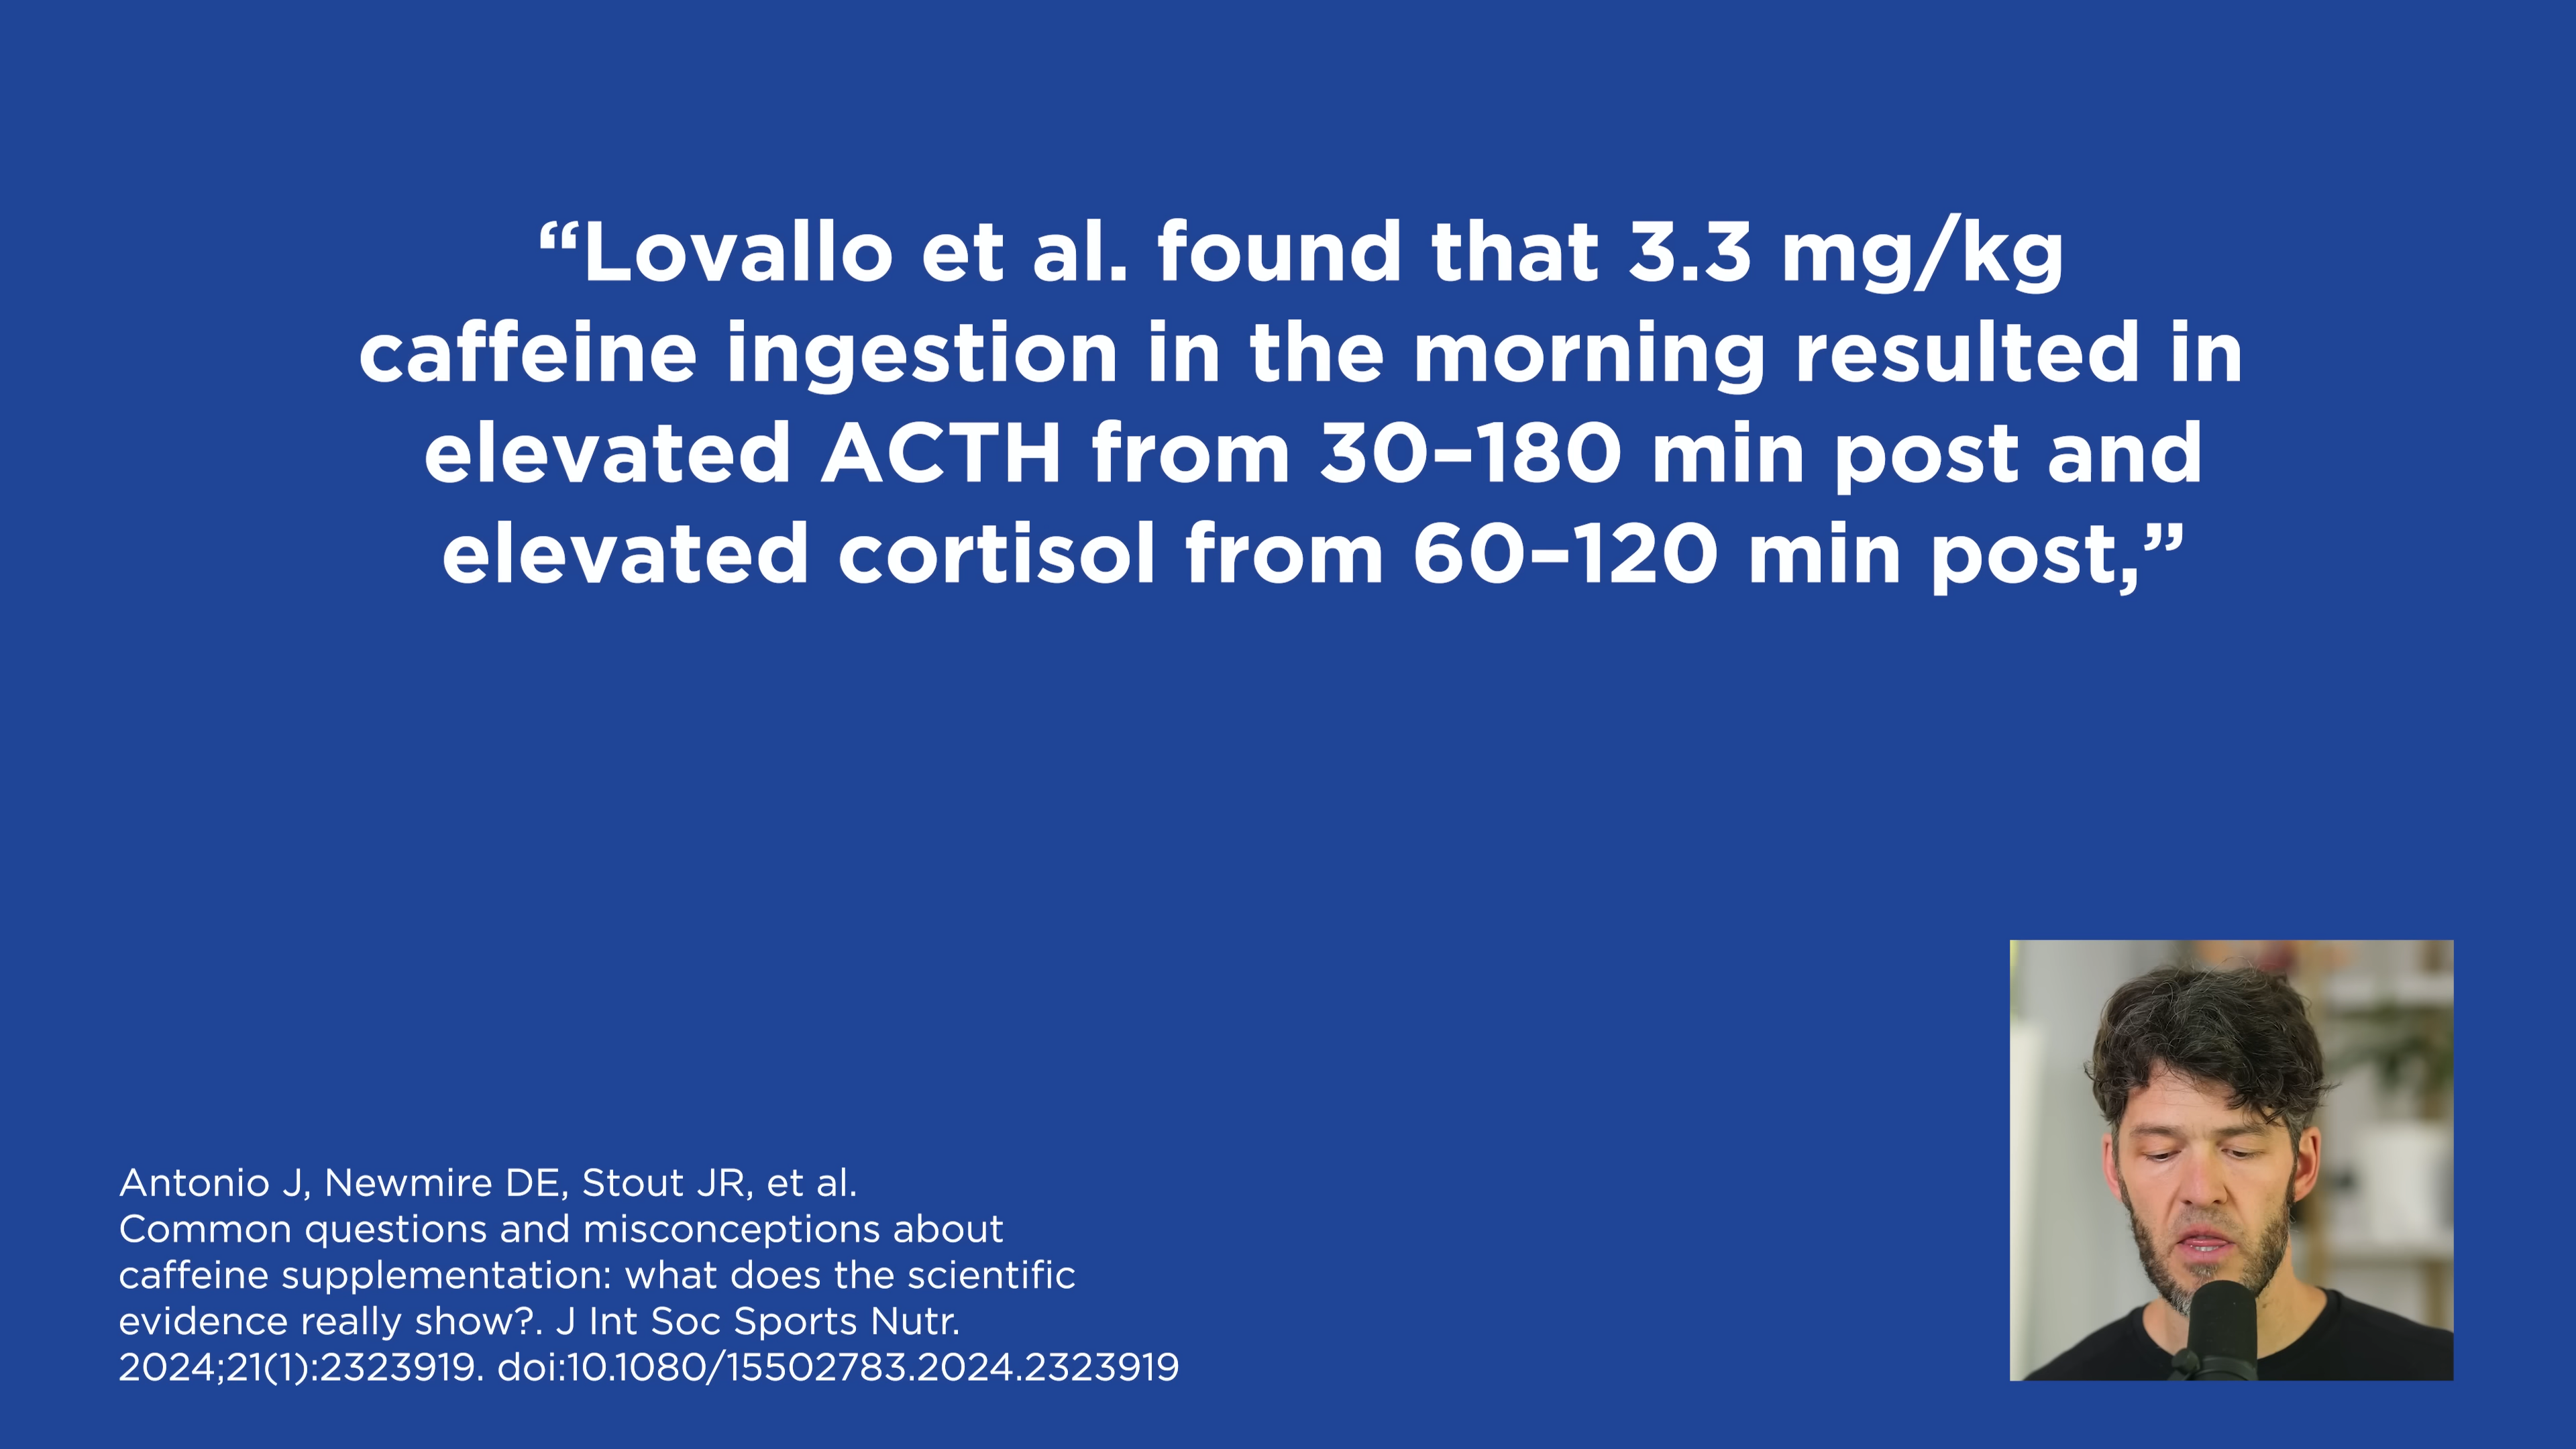 “Lovallo et al. found that 3.3 mg/kg
caffeine ingestion in the morning resulted in
elevated ACTH from 30–180 min post and
elevated cortisol from 60–120 min post,”
Antonio J, Newmire DE, Stout JR, et al.
Common questions and misconceptions about
caffeine supplementation: what does the scientific
evidence really show?. J Int Soc Sports Nutr.
2024;21(1):2323919. doi:10.1080/15502783.2024.2323919